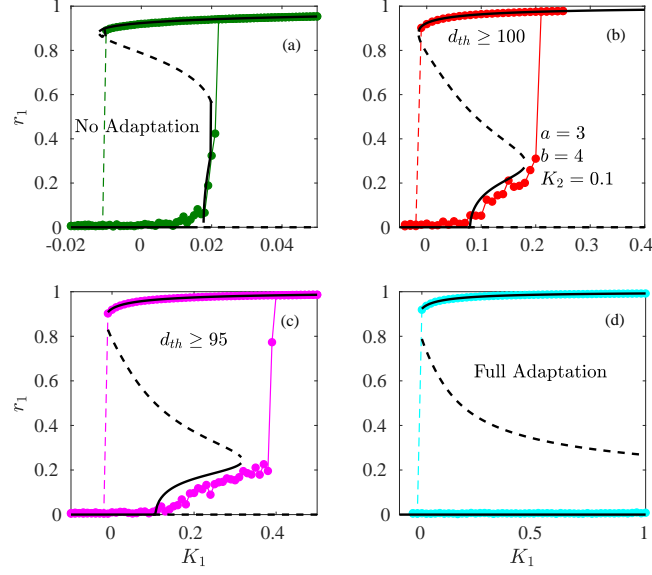 1
0.8
0.6
0.4
0.2
0
r₁
(a)
No Adaptation
-0.02
0
0.02
0.04
1
0.8
0.6
0.4
0.2
0
(b)
d_th ≥ 100
a = 3
b = 4
K₂ = 0.1
0
0.1
0.2
0.3
0.4
1
0.8
0.6
0.4
0.2
0
r₁
(c)
d_th ≥ 95
0
0.2
0.4
K₁
1
0.8
0.6
0.4
0.2
0
(d)
Full Adaptation
0
0.5
1
K₁